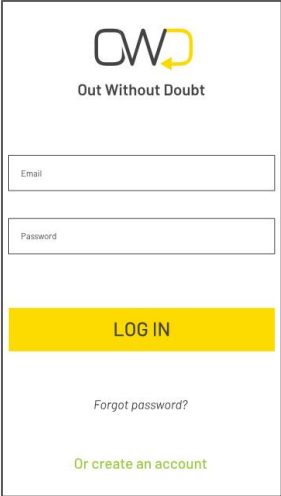 OWD
Out Without Doubt
Email
Password
LOG IN
Forgot password?
Or create an account